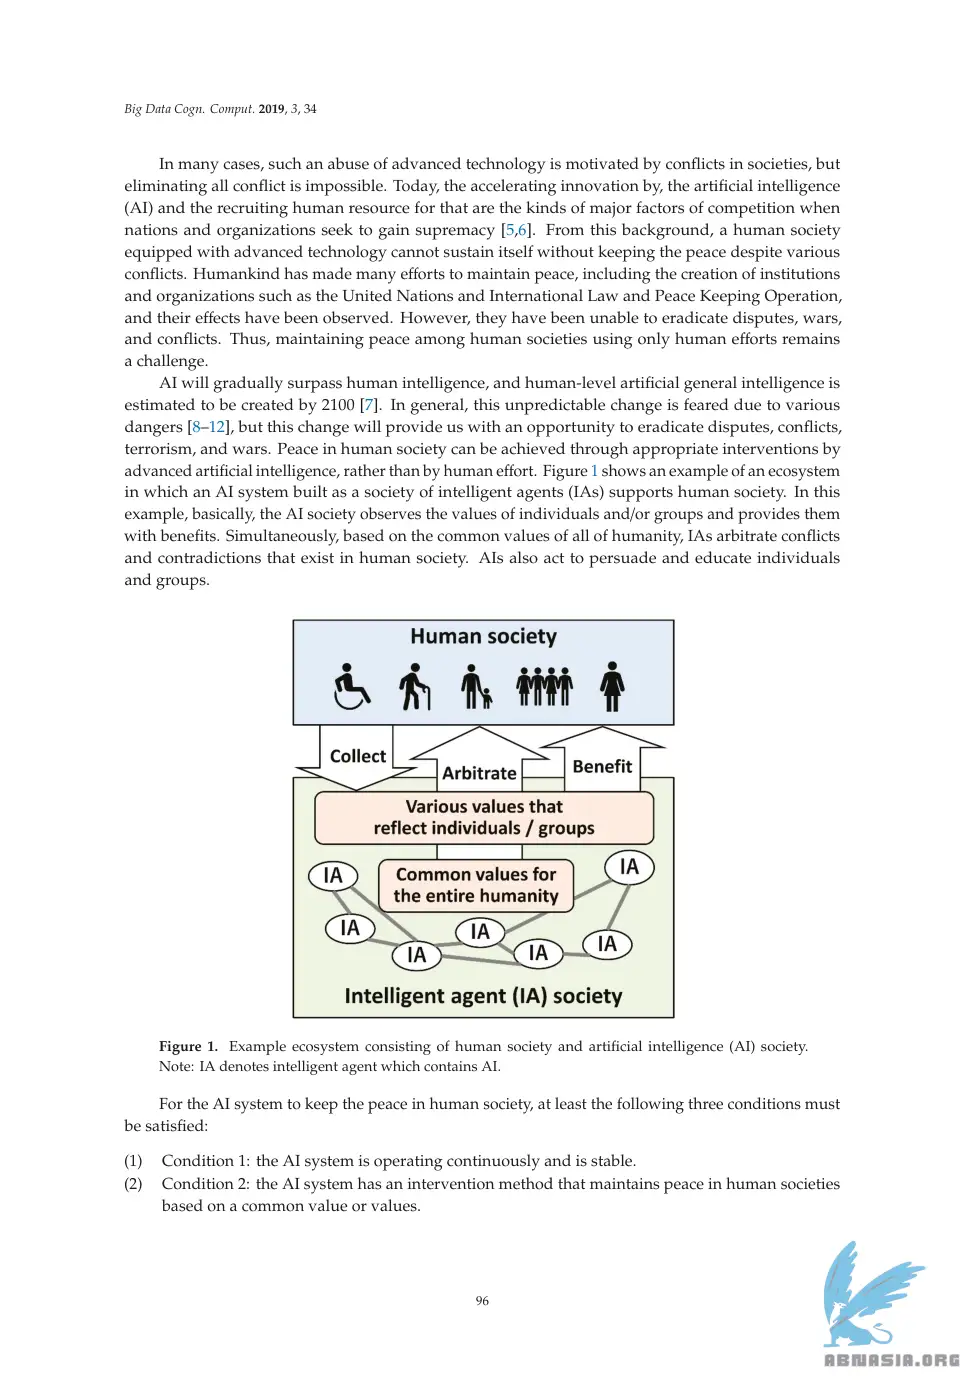 Big Data Cogn. Comput. 2019, 3, 34
In many cases, such an abuse of advanced technology is motivated by conflicts in societies, but
eliminating all conflict is impossible. Today, the accelerating innovation by, the artificial intelligence
(AI) and the recruiting human resource for that are the kinds of major factors of competition when
nations and organizations seek to gain supremacy [5,6]. From this background, a human society
equipped with advanced technology cannot sustain itself without keeping the peace despite various
conflicts. Humankind has made many efforts to maintain peace, including the creation of institutions
and organizations such as the United Nations and International Law and Peace Keeping Operation,
and their effects have been observed. However, they have been unable to eradicate disputes, wars,
and conflicts. Thus, maintaining peace among human societies using only human efforts remains
a challenge.
AI will gradually surpass human intelligence, and human-level artificial general intelligence is
estimated to be created by 2100 [7]. In general, this unpredictable change is feared due to various
dangers [8–12], but this change will provide us with an opportunity to eradicate disputes, conflicts,
terrorism, and wars. Peace in human society can be achieved through appropriate interventions by
advanced artificial intelligence, rather than by human effort. Figure 1 shows an example of an ecosystem
in which an AI system built as a society of intelligent agents (IAs) supports human society. In this
example, basically, the AI society observes the values of individuals and/or groups and provides them
with benefits. Simultaneously, based on the common values of all of humanity, IAs arbitrate conflicts
and contradictions that exist in human society. AIs also act to persuade and educate individuals
and groups.
Human society
Collect
Arbitrate
Benefit
Various values that
reflect individuals / groups
Common values for
the entire humanity
IA
IA
IA
IA
IA
IA
IA
Intelligent agent (IA) society
Figure 1. Example ecosystem consisting of human society and artificial intelligence (AI) society.
Note: IA denotes intelligent agent which contains AI.
For the AI system to keep the peace in human society, at least the following three conditions must
be satisfied:
(1) Condition 1: the AI system is operating continuously and is stable.
(2) Condition 2: the AI system has an intervention method that maintains peace in human societies
based on a common value or values.
96
ABNASIA.ORG